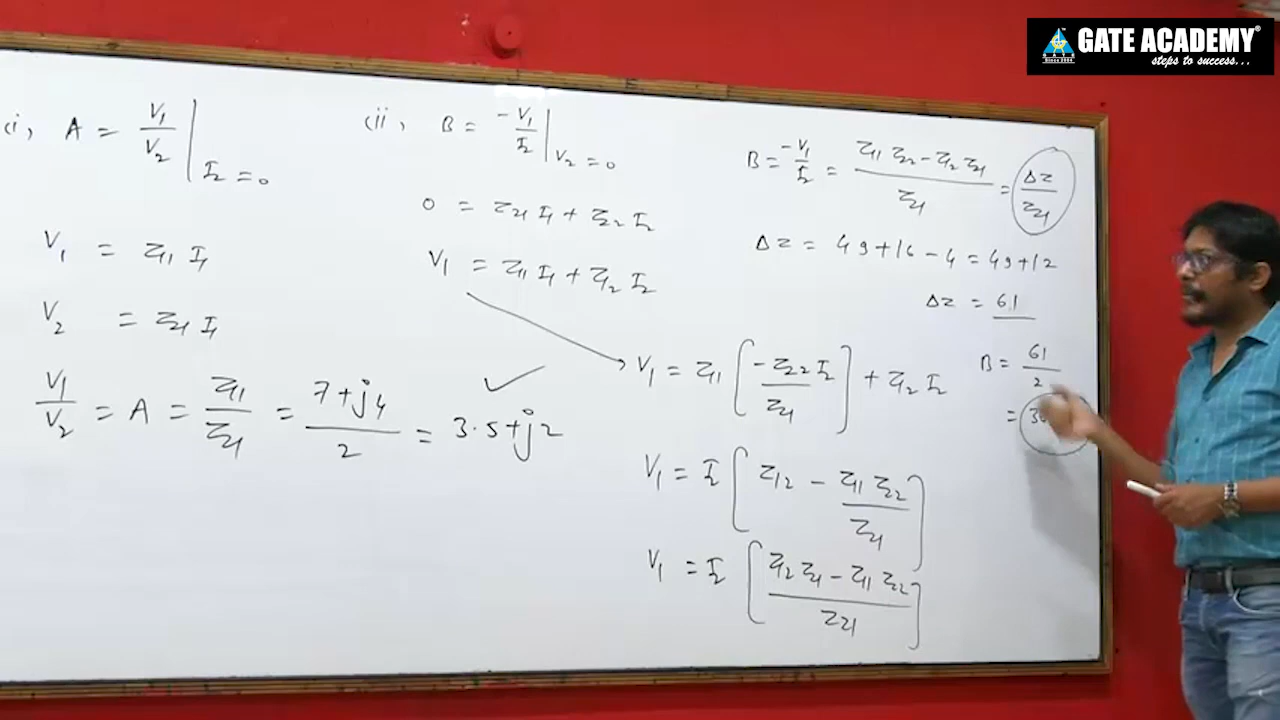 GATE ACADEMY®
Since 2004
steps to success...
(i), A = V₁/V₂ | I₂ = 0
V₁ = Z₁₁ I₁
V₂ = Z₂₁ I₁
V₁/V₂ = A = Z₁₁/Z₂₁ = (7+j4)/2 = 3.5+j2
(ii), B = -V₁/I₂ | V₂ = 0
0 = Z₂₁ I₁ + Z₂₂ I₂
V₁ = Z₁₁ I₁ + Z₁₂ I₂
V₁ = Z₁₁ [-Z₂₂ I₂/Z₂₁] + Z₁₂ I₂
V₁ = I₂ [Z₁₂ - Z₁₁ Z₂₂/Z₂₁]
V₁ = I₂ [(Z₁₂ Z₂₁ - Z₁₁ Z₂₂)/Z₂₁]
B = -V₁/I₂ = (Z₁₁ Z₂₂ - Z₁₂ Z₂₁)/Z₂₁ = ΔZ/Z₂₁
ΔZ = 49+16-4 = 49+12
ΔZ = 61
B = 61/2
=